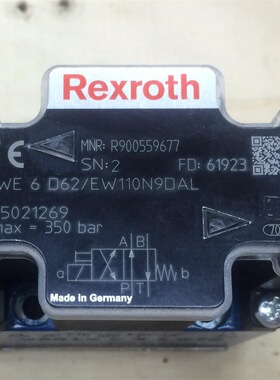 Rexroth
MNR: R900559677
SN: 2 FD: 61923
WE 6 D62/EW110N9DAL
5021269
max = 350 bar
A B
a b
P T
Made in Germany